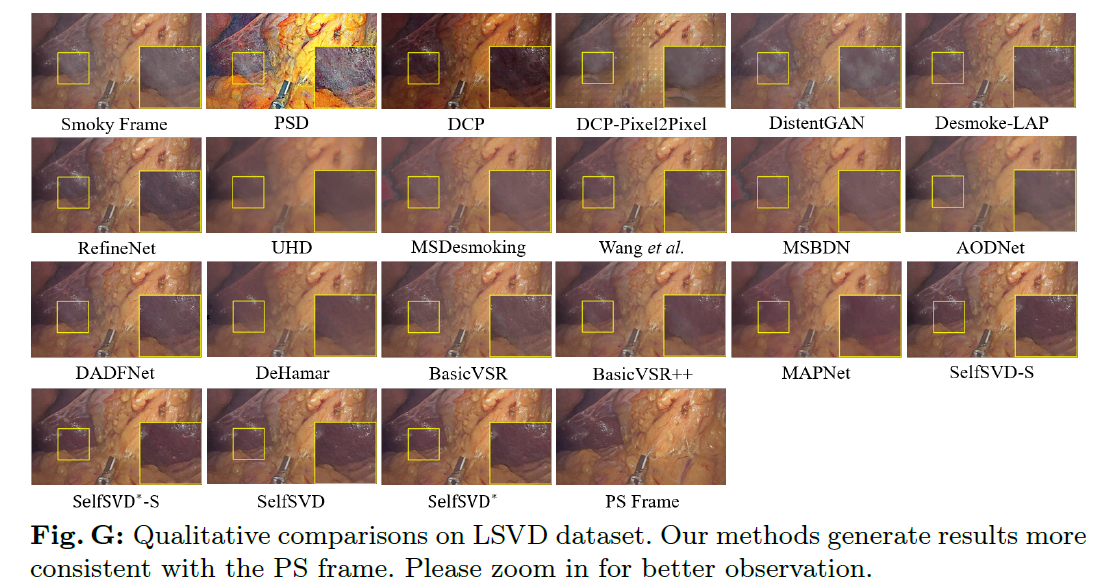 Smoky Frame PSD DCP DCP-Pixel2Pixel DistentGAN Desmoke-LAP
RefineNet UHD MSDesmoking Wang et al. MSBDN AODNet
DADFNet DeHamar BasicVSR BasicVSR++ MAPNet SelfSVD-S
SelfSVD*-S SelfSVD SelfSVD* PS Frame
Fig. G: Qualitative comparisons on LSVD dataset. Our methods generate results more
consistent with the PS frame. Please zoom in for better observation.